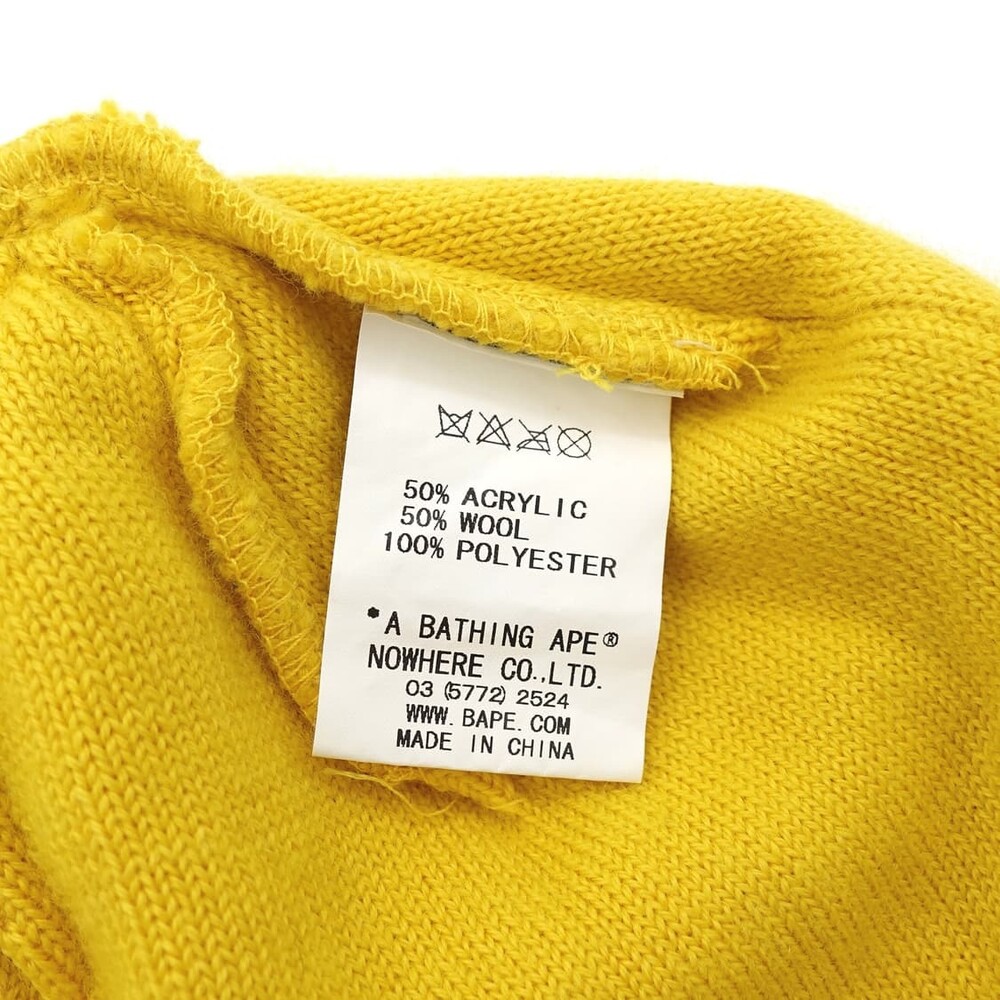 50% ACRYLIC
50% WOOL
100% POLYESTER
*A BATHING APE®
NOWHERE CO.,LTD.
03 (5772) 2524
WWW. BAPE. COM
MADE IN CHINA